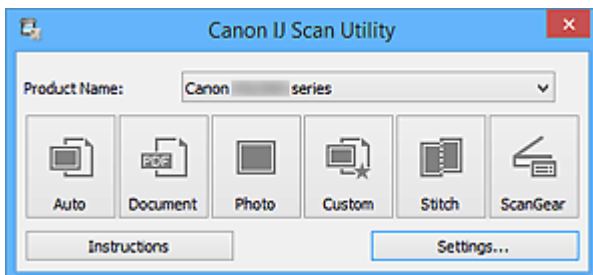 Canon IJ Scan Utility
Product Name: Canon series
PDF
Auto Document Photo Custom Stitch ScanGear
Instructions Settings...